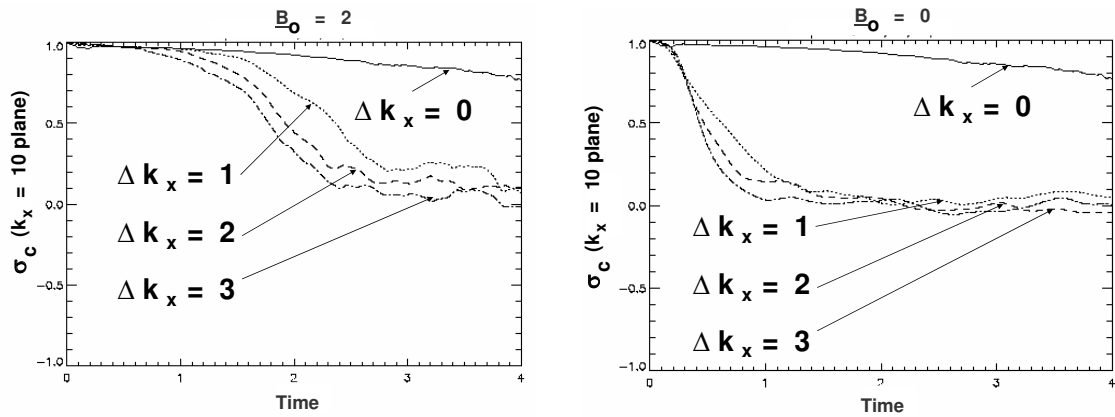 B₀ = 2
1.0
0.5
0.0
-0.5
-1.0
σ_c (k_x = 10 plane)
Δ k_x = 0
Δ k_x = 1
Δ k_x = 2
Δ k_x = 3
0 1 2 3 4
Time
B₀ = 0
1.0
0.5
0.0
-0.5
-1.0
σ_c (k_x = 10 plane)
Δ k_x = 0
Δ k_x = 1
Δ k_x = 2
Δ k_x = 3
0 1 2 3 4
Time